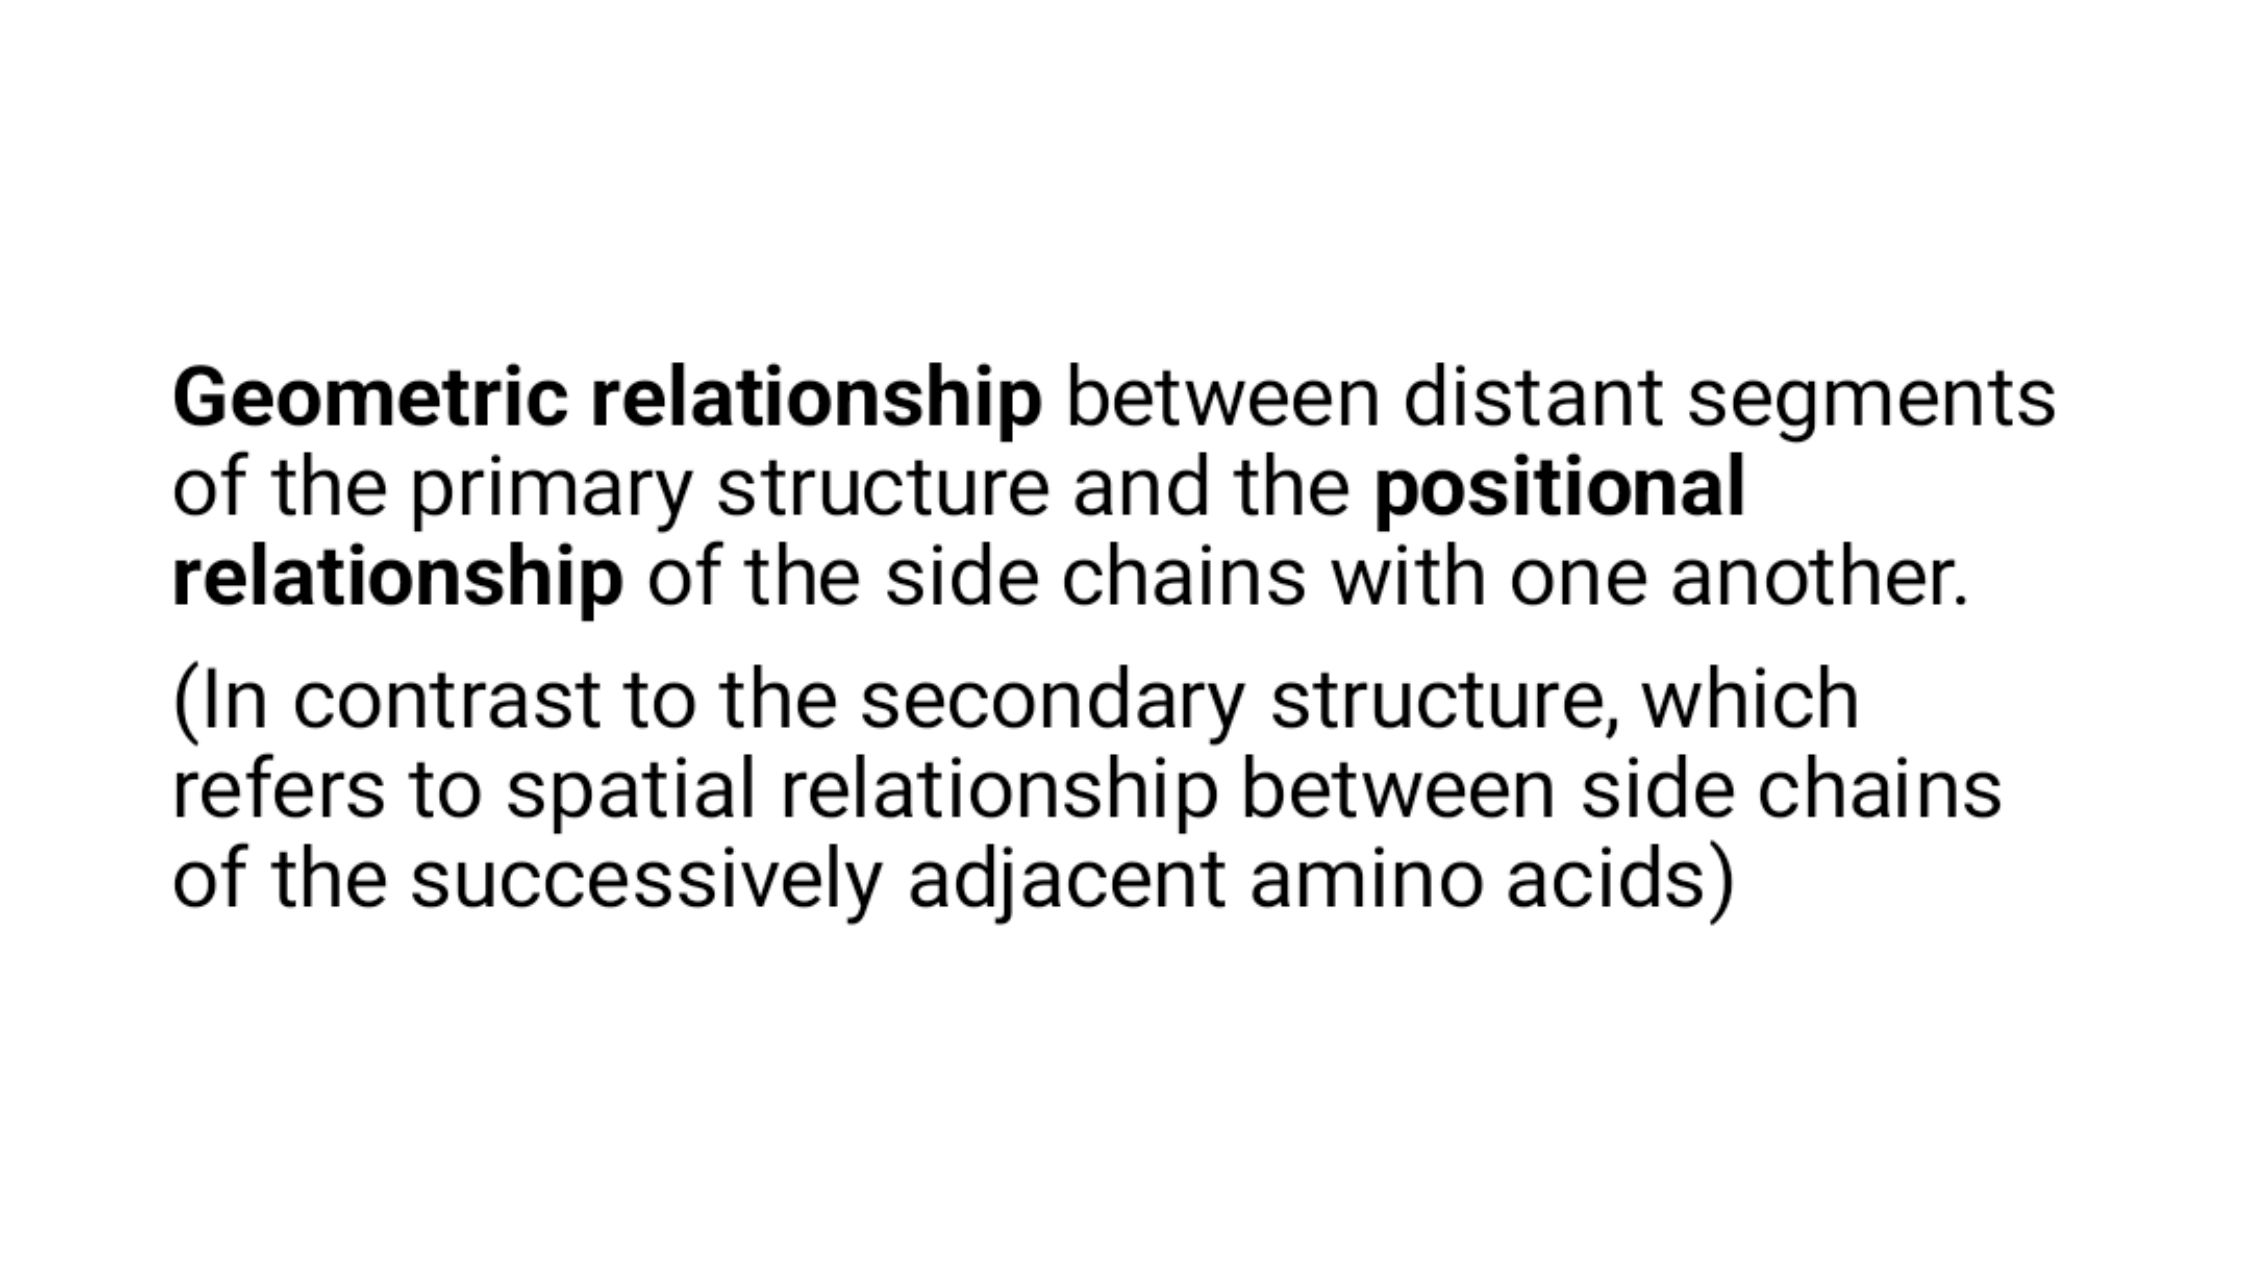 Geometric relationship between distant segments
of the primary structure and the positional
relationship of the side chains with one another.
(In contrast to the secondary structure, which
refers to spatial relationship between side chains
of the successively adjacent amino acids)